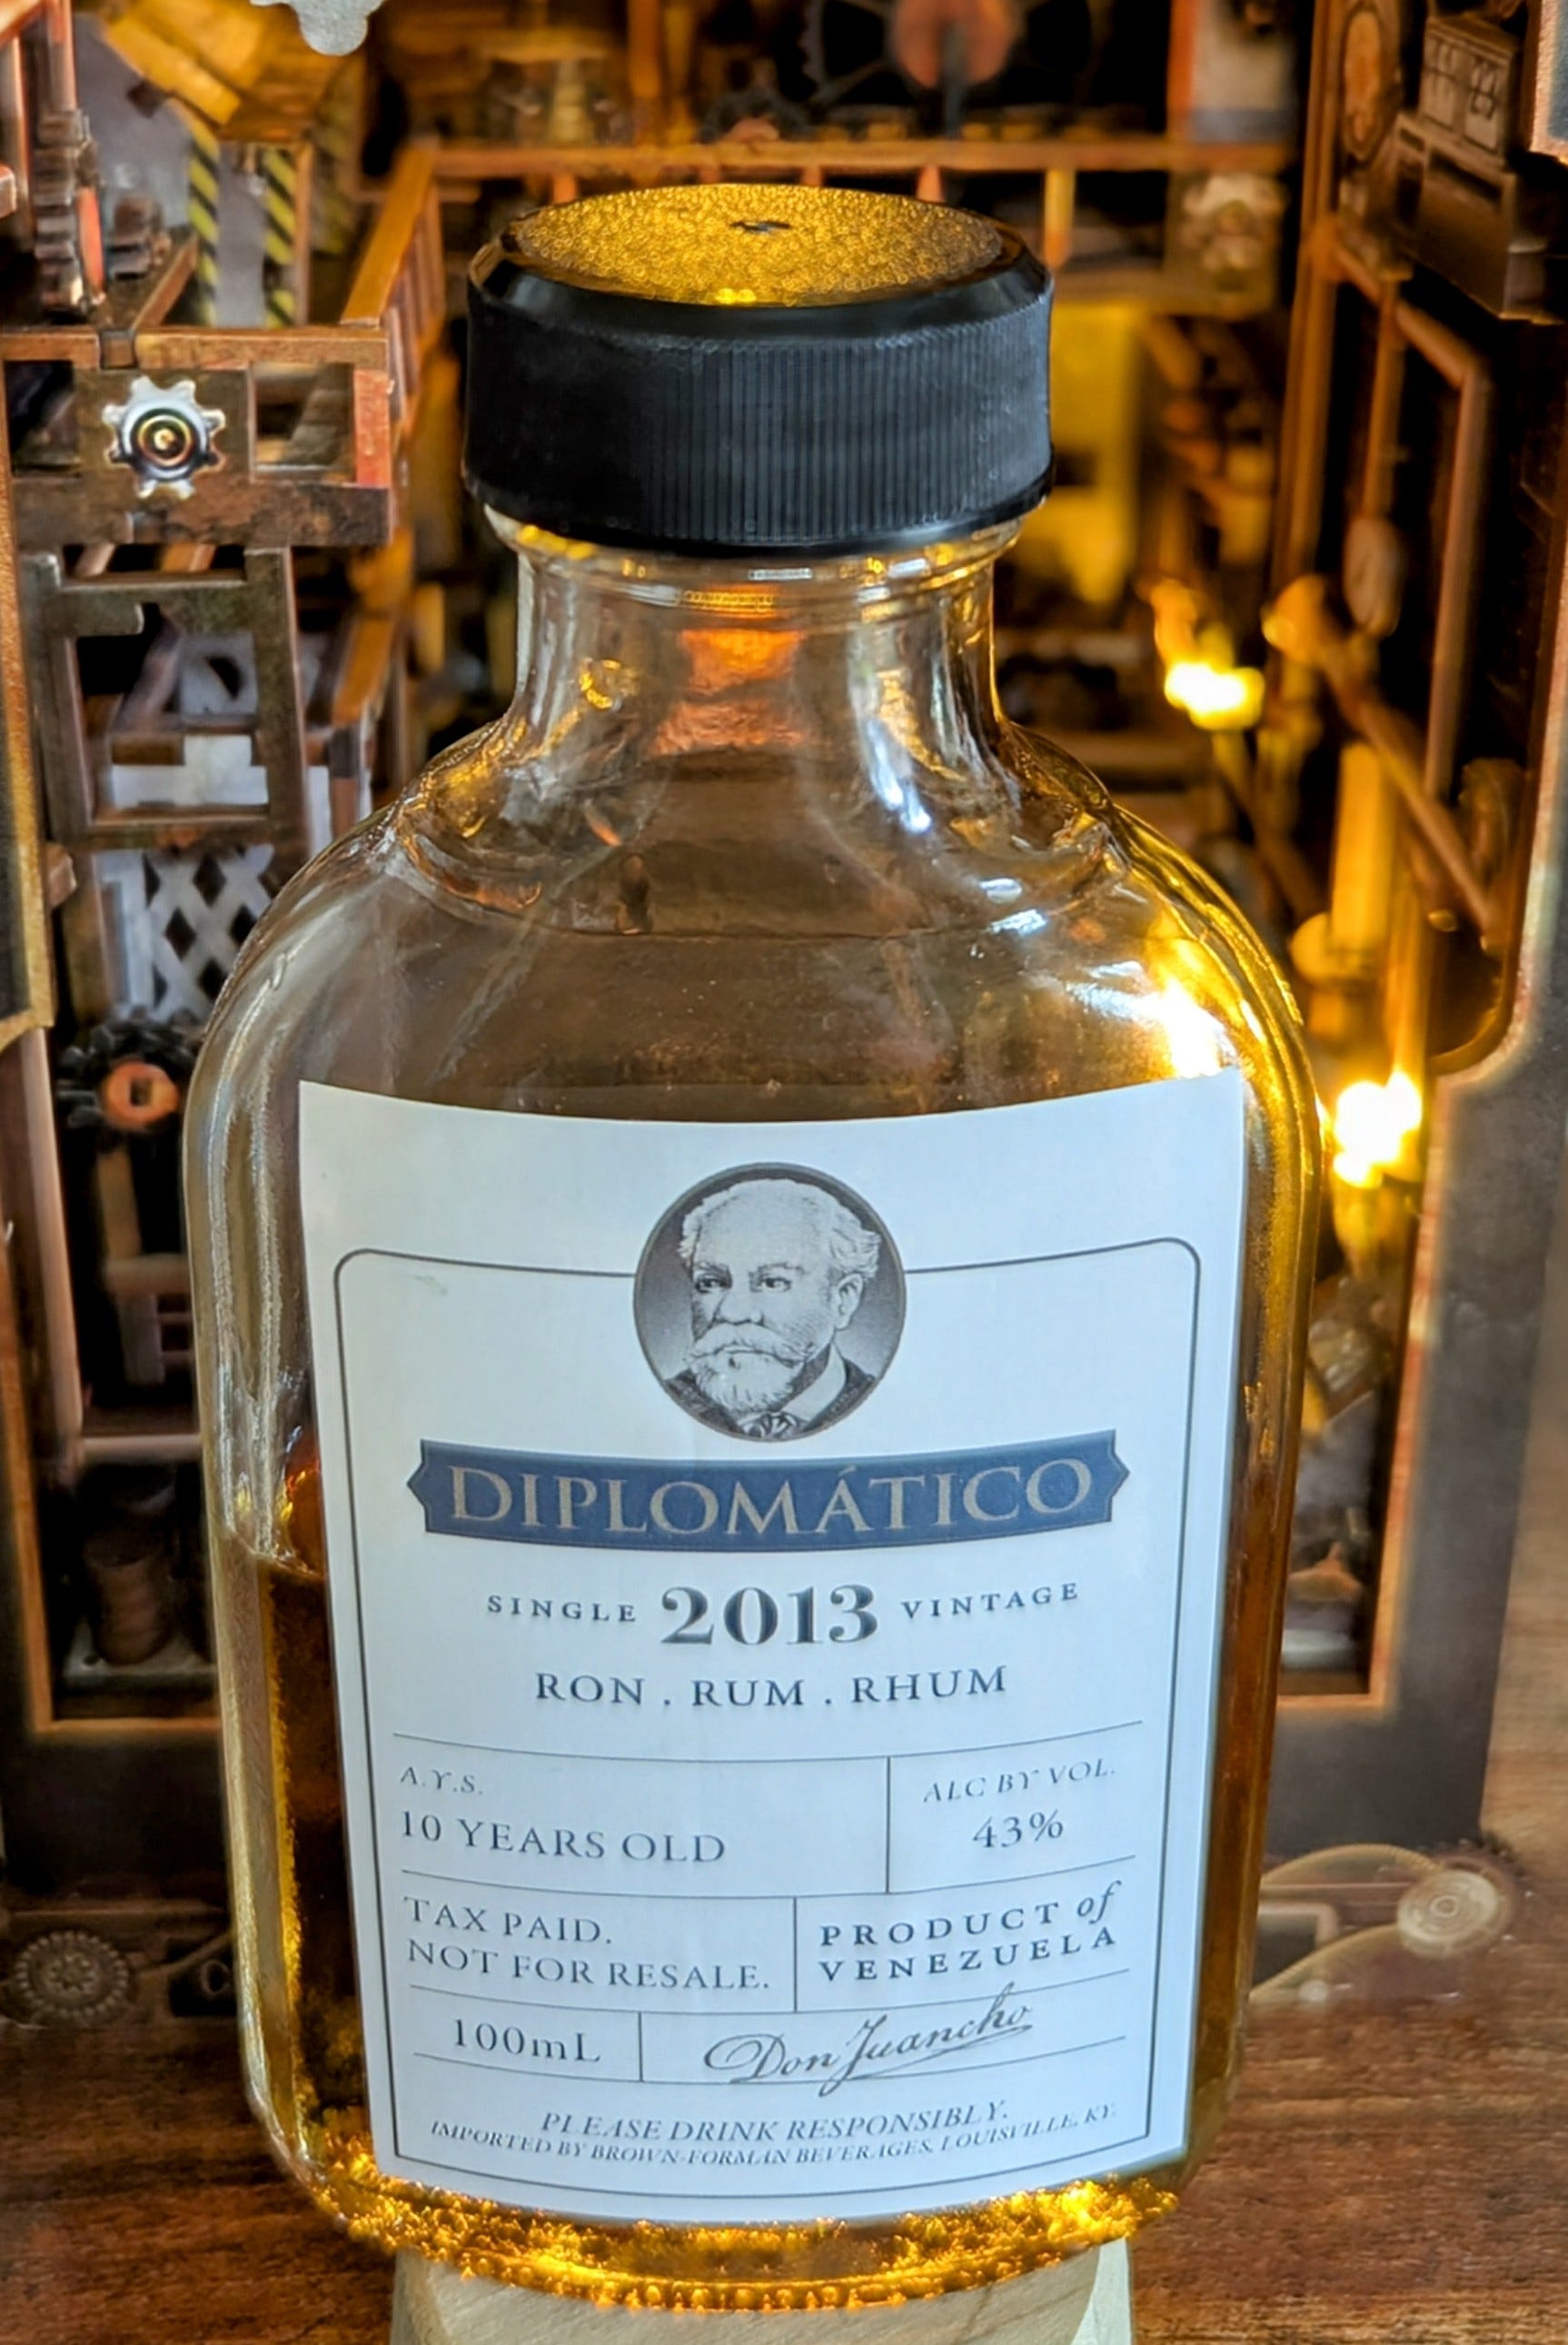 DIPLOMÁTICO
SINGLE 2013 VINTAGE
RON . RUM . RHUM
A.Y.S.
10 YEARS OLD
ALC BY VOL.
43%
TAX PAID.
NOT FOR RESALE.
PRODUCT of
VENEZUELA
100mL
Don Juancho
PLEASE DRINK RESPONSIBLY.
IMPORTED BY BROWN-FORMAN BEVERAGES, LOUISVILLE, KY.